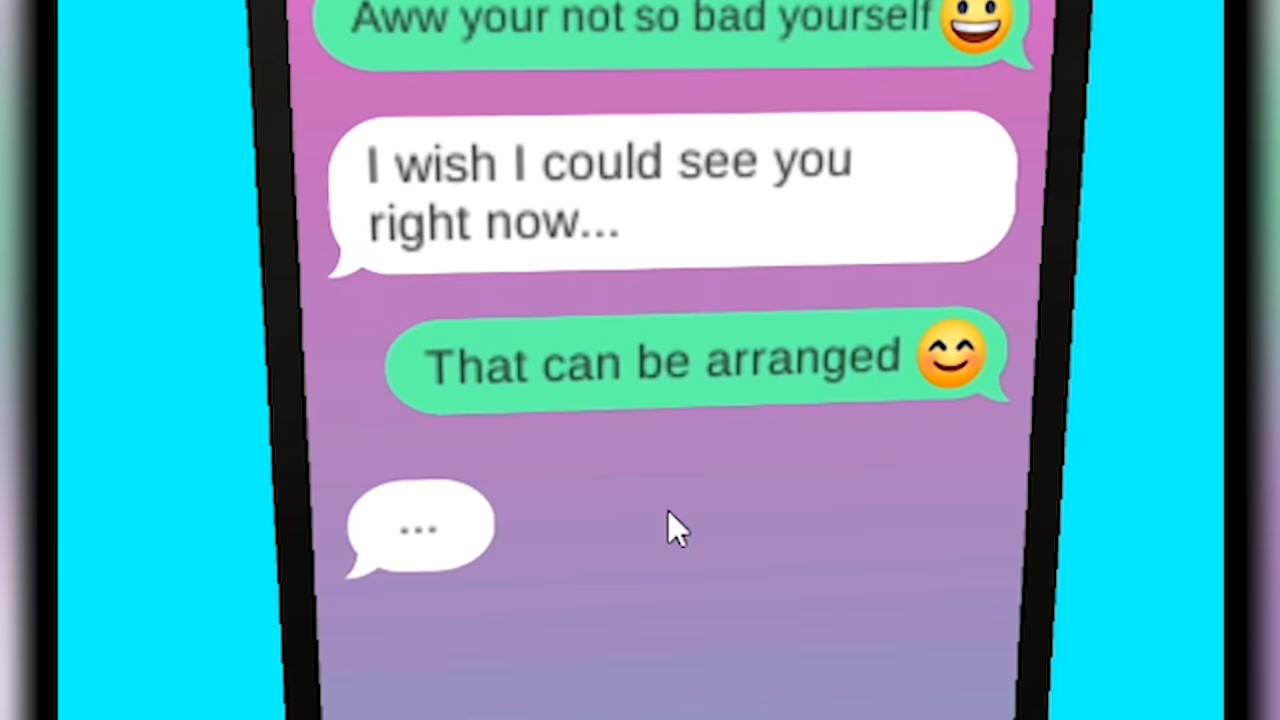 Aww your not so bad yourself😀
I wish I could see you
right now...
That can be arranged 😊
...